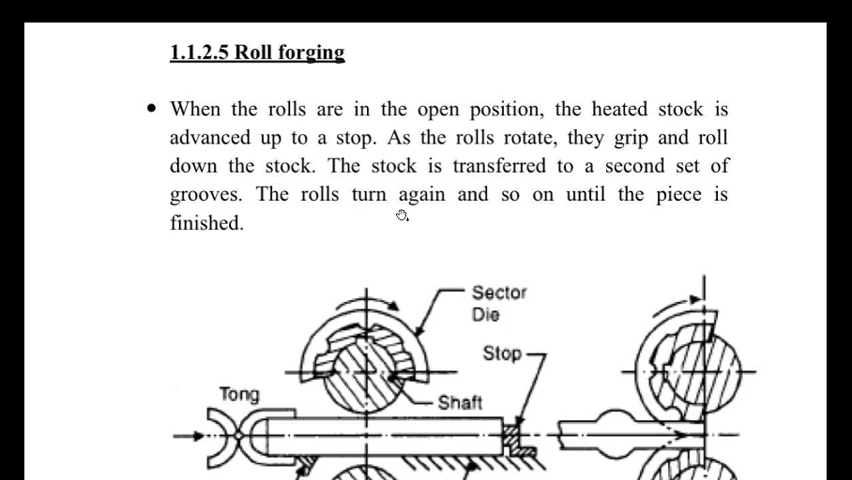 1.1.2.5 Roll forging
• When the rolls are in the open position, the heated stock is
advanced up to a stop. As the rolls rotate, they grip and roll
down the stock. The stock is transferred to a second set of
grooves. The rolls turn again and so on until the piece is
finished.
Sector
Die
Stop
Tong
Shaft